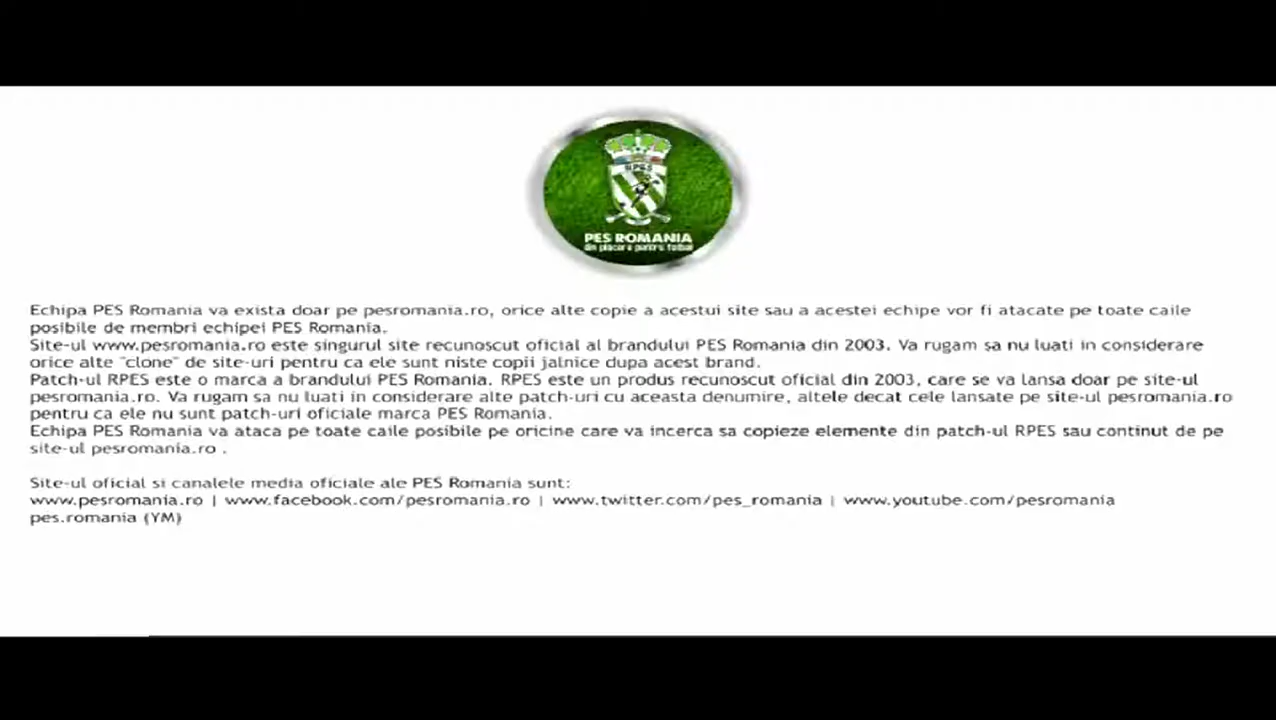 RPES
PES ROMANIA
din placere pentru fotbal
Echipa PES Romania va exista doar pe pesromania.ro, orice alte copie a acestui site sau a acestei echipe vor fi atacate pe toate caile
posibile de membri echipei PES Romania.
Site-ul www.pesromania.ro este singurul site recunoscut oficial al brandului PES Romania din 2003. Va rugam sa nu luati in considerare
orice alte "clone" de site-uri pentru ca ele sunt niste copii jalnice dupa acest brand.
Patch-ul RPES este o marca a brandului PES Romania. RPES este un produs recunoscut oficial din 2003, care se va lansa doar pe site-ul
pesromania.ro. Va rugam sa nu luati in considerare alte patch-uri cu aceasta denumire, altele decat cele lansate pe site-ul pesromania.ro
pentru ca ele nu sunt patch-uri oficiale marca PES Romania.
Echipa PES Romania va ataca pe toate caile posibile pe oricine care va incerca sa copieze elemente din patch-ul RPES sau continut de pe
site-ul pesromania.ro .
Site-ul oficial si canalele media oficiale ale PES Romania sunt:
www.pesromania.ro | www.facebook.com/pesromania.ro | www.twitter.com/pes_romania | www.youtube.com/pesromania
pes.romania (YM)